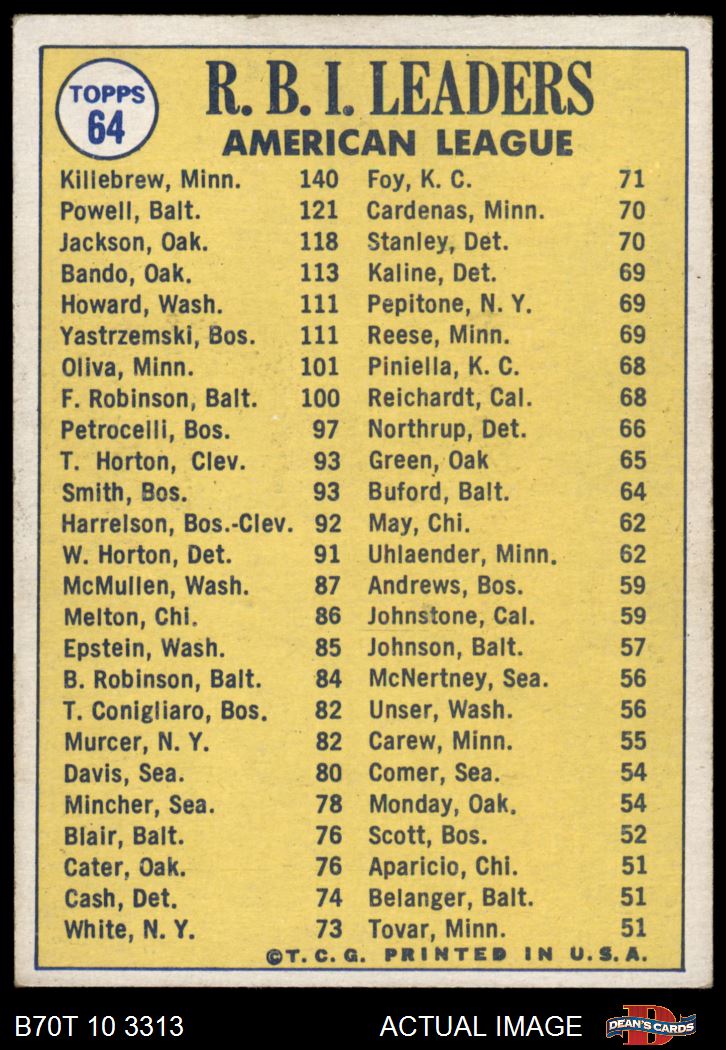 TOPPS
64
R. B. I. LEADERS
AMERICAN LEAGUE
Killebrew, Minn. 140
Powell, Balt. 121
Jackson, Oak. 118
Bando, Oak. 113
Howard, Wash. 111
Yastrzemski, Bos. 111
Oliva, Minn. 101
F. Robinson, Balt. 100
Petrocelli, Bos. 97
T. Horton, Clev. 93
Smith, Bos. 93
Harrelson, Bos.-Clev. 92
W. Horton, Det. 91
McMullen, Wash. 87
Melton, Chi. 86
Epstein, Wash. 85
B. Robinson, Balt. 84
T. Conigliaro, Bos. 82
Murcer, N. Y. 82
Davis, Sea. 80
Mincher, Sea. 78
Blair, Balt. 76
Cater, Oak. 76
Cash, Det. 74
White, N. Y. 73
Foy, K. C. 71
Cardenas, Minn. 70
Stanley, Det. 70
Kaline, Det. 69
Pepitone, N. Y. 69
Reese, Minn. 69
Piniella, K. C. 68
Reichardt, Cal. 68
Northrup, Det. 66
Green, Oak 65
Buford, Balt. 64
May, Chi. 62
Uhlaender, Minn. 62
Andrews, Bos. 59
Johnstone, Cal. 59
Johnson, Balt. 57
McNertney, Sea. 56
Unser, Wash. 56
Carew, Minn. 55
Comer, Sea. 54
Monday, Oak. 54
Scott, Bos. 52
Aparicio, Chi. 51
Belanger, Balt. 51
Tovar, Minn. 51
©T. C. G. PRINTED IN U. S. A.
B70T 10 3313 ACTUAL IMAGE
D
DEAN'S CARDS